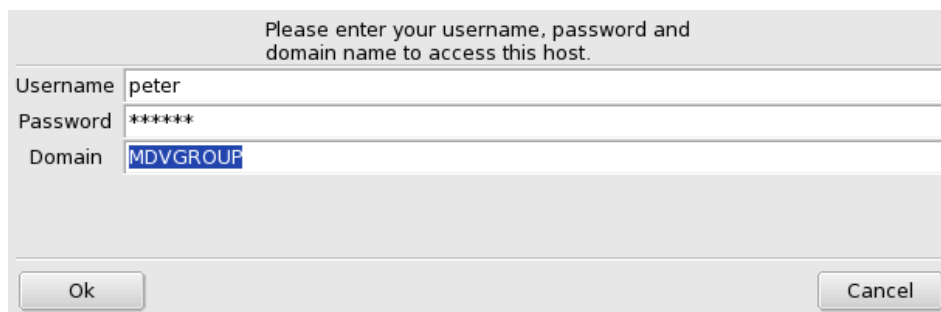 Please enter your username, password and
domain name to access this host.
Username peter
Password ******
Domain MDVGROUP
Ok Cancel